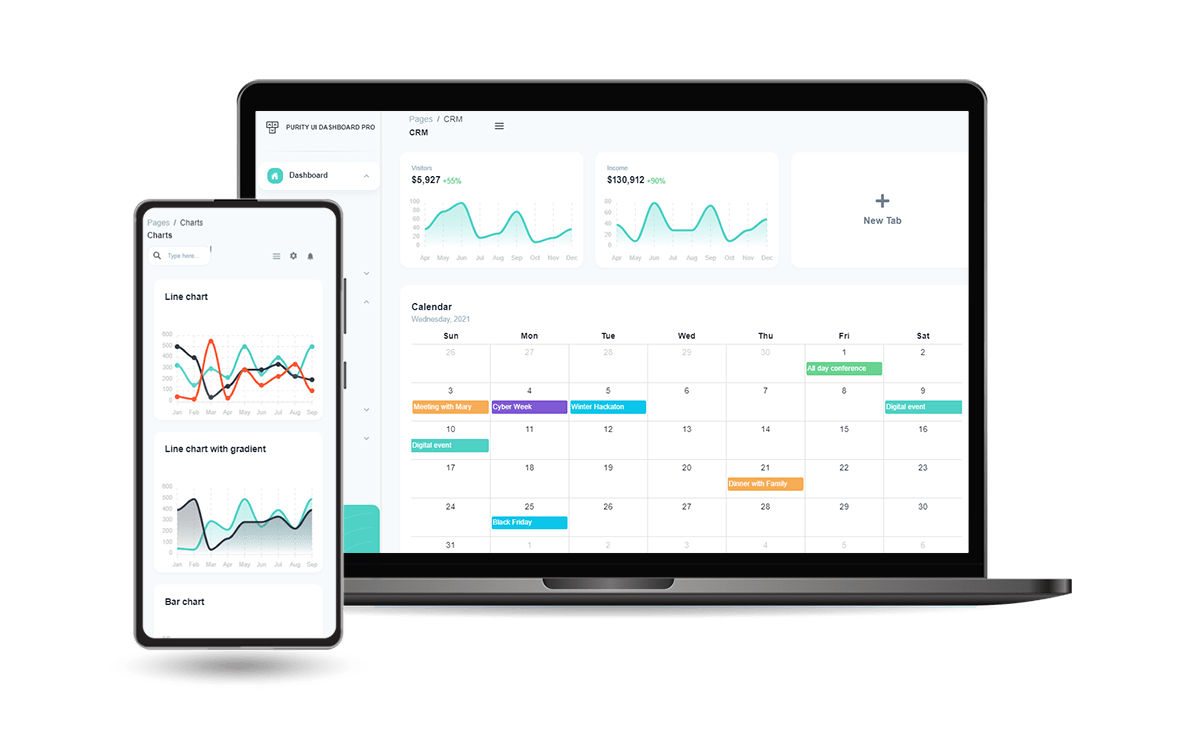 PURITY UI DASHBOARD PRO
Dashboard
Pages / CRM
CRM
Visitors
$5,927 +55%
100
80
60
40
20
0
Apr May Jun Jul Aug Sep Oct Nov Dec
Income
$130,912 +90%
80
60
40
20
0
Apr May Jun Jul Aug Sep Oct Nov Dec
New Tab
Calendar
Wednesday, 2021
Sun Mon Tue Wed Thu Fri Sat
26 27 28 29 30 1 2
All day conference
3 4 5 6 7 8 9
Meeting with Mary Cyber Week Winter Hackaton Digital event
10 11 12 13 14 15 16
Digital event
17 18 19 20 21 22 23
Dinner with Family
24 25 26 27 28 29 30
Black Friday
31 1 2 3 4 5 6
Pages / Charts
Charts
Type here...
Line chart
600
500
400
300
200
100
0
Jan Feb Mar Apr May Jun Jul Aug Sep
Line chart with gradient
600
500
400
300
200
100
0
Jan Feb Mar Apr May Jun Jul Aug Sep
Bar chart